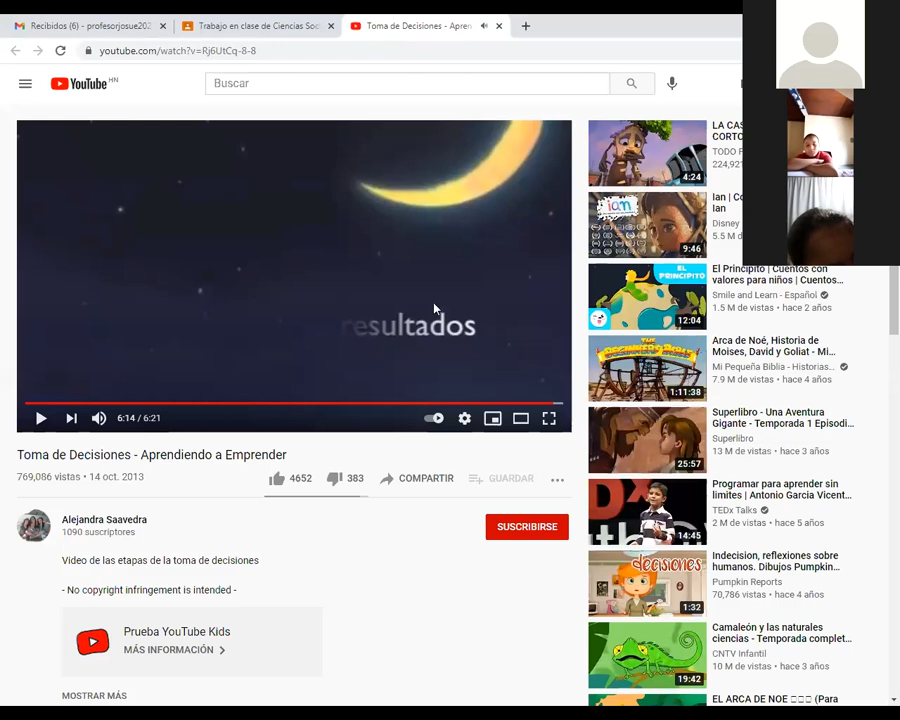 Recibidos (6) - profesorjosue202
Trabajo en clase de Ciencias Soc
Toma de Decisiones - Apren
youtube.com/watch?v=Rj6UtCq-8-8
YouTube HN
Buscar
resultados
6:14 / 6:21
Toma de Decisiones - Aprendiendo a Emprender
769,086 vistas • 14 oct. 2013
4652
383
COMPARTIR
GUARDAR
Alejandra Saavedra
1090 suscriptores
SUSCRIBIRSE
Video de las etapas de la toma de decisiones
- No copyright infringement is intended -
Prueba YouTube Kids
MÁS INFORMACIÓN
MOSTRAR MÁS
LA CAS
CORTO
TODO F
224,921
4:24
ian
Ian | Co
Ian
Disney
5.5 M d
9:46
EL PRINCIPITO
El Principito | Cuentos con
valores para niños | Cuentos...
Smile and Learn - Español
1.5 M de vistas • hace 2 años
12:04
THE BEGINNERS BIBLE
Arca de Noé, Historia de
Moises, David y Goliat - Mi...
Mi Pequeña Biblia - Historias...
7.9 M de vistas • hace 4 años
1:11:38
Superlibro - Una Aventura
Gigante - Temporada 1 Episodi...
Superlibro
13 M de vistas • hace 3 años
25:57
Programar para aprender sin
limites | Antonio Garcia Vicent...
TEDx Talks
2 M de vistas • hace 5 años
14:45
decisiones
Indecision, reflexiones sobre
humanos. Dibujos Pumpkin...
Pumpkin Reports
70,786 vistas • hace 4 años
1:32
Camaleón y las naturales
ciencias - Temporada complet...
CNTV Infantil
10 M de vistas • hace 3 años
19:42
EL ARCA DE NOE (Para